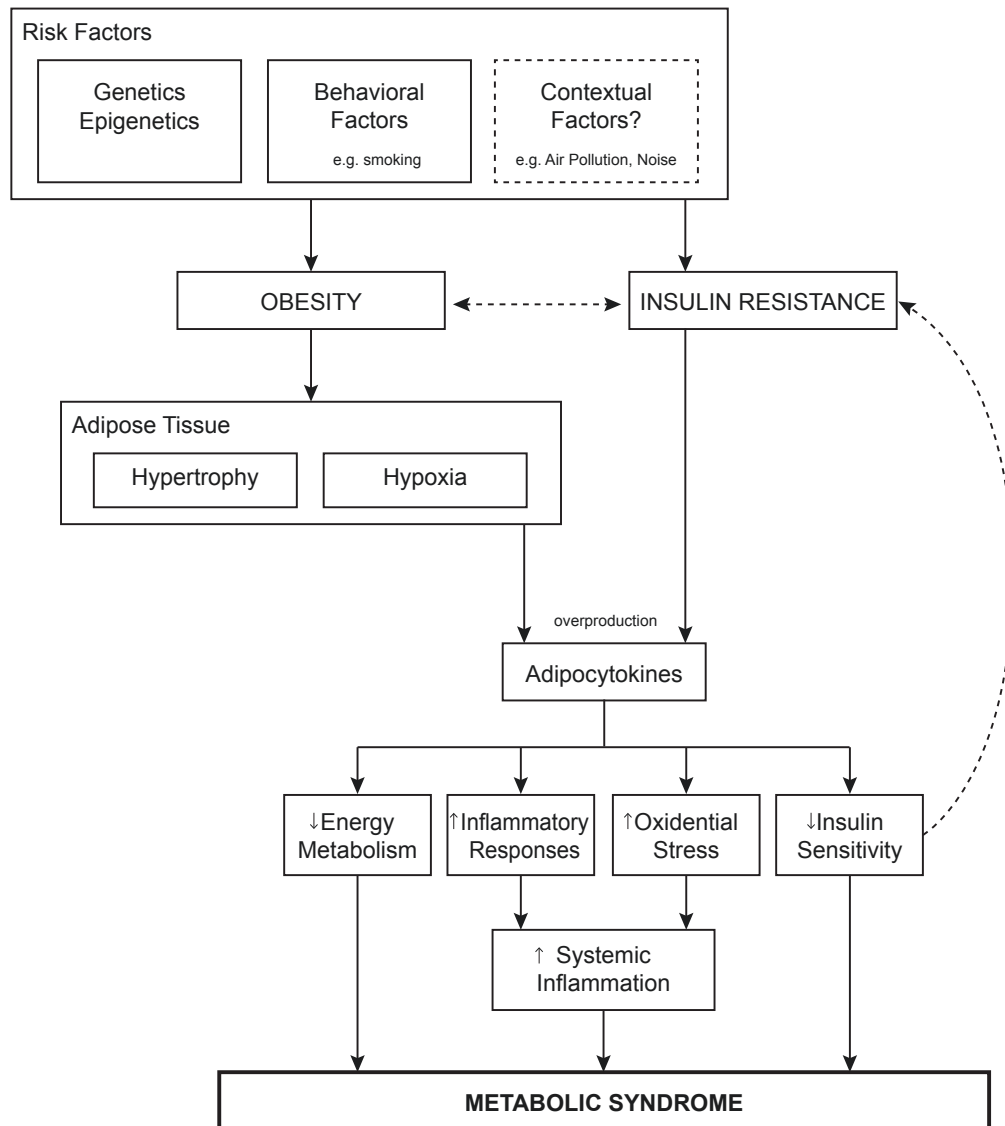 Risk Factors
Genetics
Epigenetics
Behavioral
Factors
e.g. smoking
Contextual
Factors?
e.g. Air Pollution, Noise
OBESITY
INSULIN RESISTANCE
Adipose Tissue
Hypertrophy
Hypoxia
overproduction
Adipocytokines
↓Energy
Metabolism
↑Inflammatory
Responses
↑Oxidential
Stress
↓Insulin
Sensitivity
↑ Systemic
Inflammation
METABOLIC SYNDROME